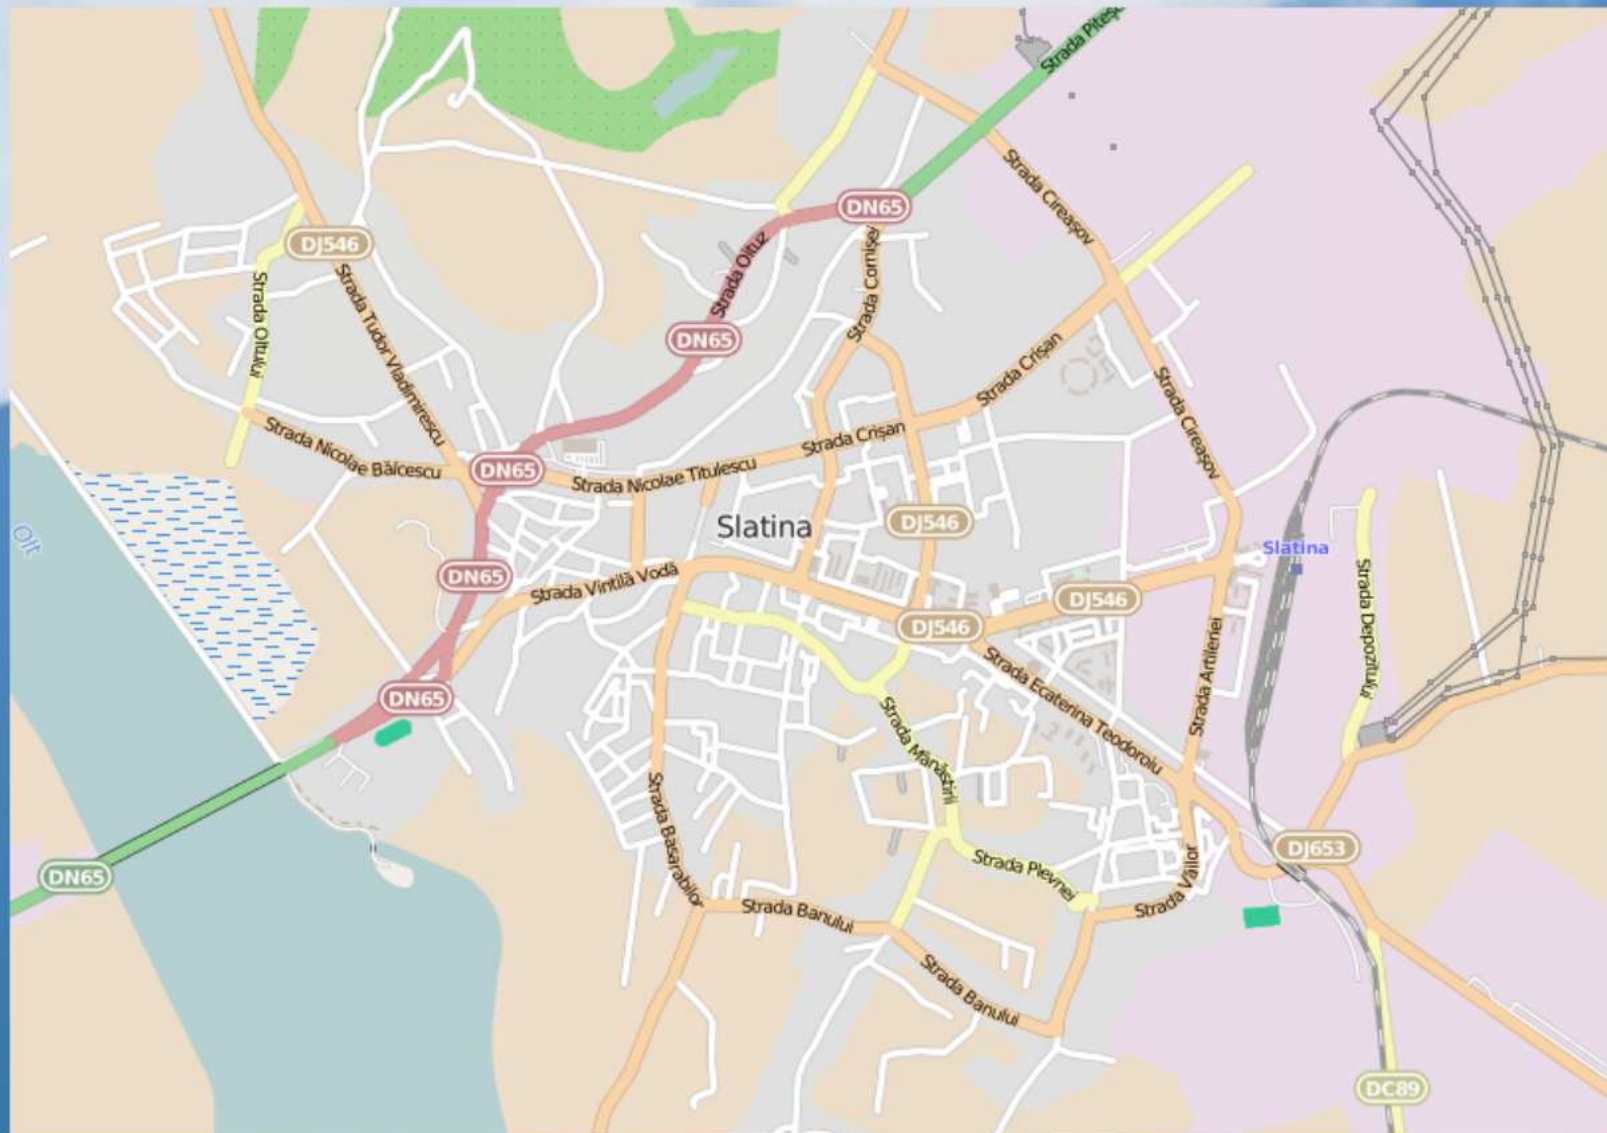 Strada Pitești
DN65
Strada Cireașov
DJ546
Strada Oituz
Strada Cornișei
Strada Oltului
Strada Tudor Vladimirescu
DN65
Strada Crișan
Strada Cireașov
Strada Nicolae Bălcescu
Strada Crișan
DN65
Strada Nicolae Titulescu
Slatina
DJ546
Olt
Slatina
DN65
Strada Vintilă Vodă
DJ546
Strada Depozitului
DJ546
Strada Artileriei
Strada Ecaterina Teodoroiu
DN65
Strada Mănăstirii
Strada Basarabilor
DJ653
Strada Plevnei
DN65
Strada Văilor
Strada Banului
Strada Banului
DC89